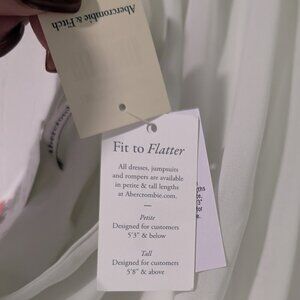 Abercrombie & Fitch
Fit to Flatter
All dresses, jumpsuits
and rompers are available
in petite & tall lengths
at Abercrombie.com.
—
Petite
Designed for customers
5'3" & below
Tall
Designed for customers
5'8" & above